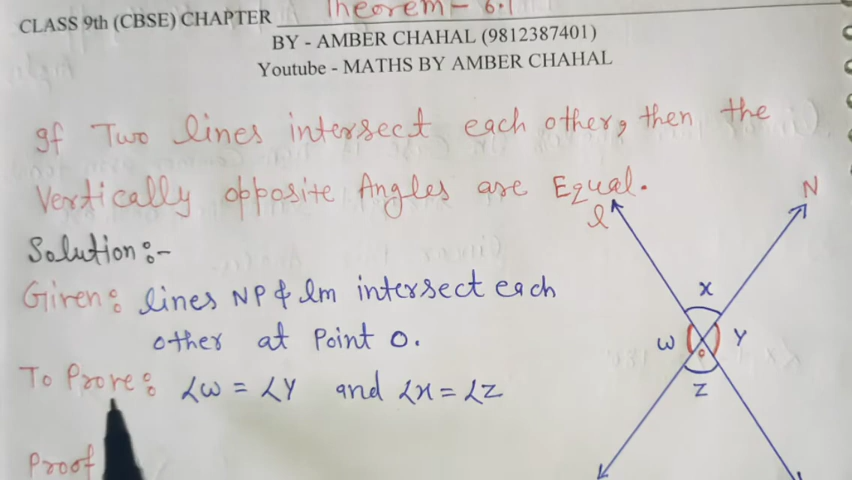 Theorem - 6.1
CLASS 9th (CBSE) CHAPTER
BY - AMBER CHAHAL (9812387401)
Youtube - MATHS BY AMBER CHAHAL
If Two lines intersect each other, then the
Vertically opposite Angles are Equal.
Solution:-
Given: lines NP & lm intersect each
other at Point O.
To Prove: ∠w = ∠y and ∠x = ∠z
Proof
l
N
x
w
y
o
z